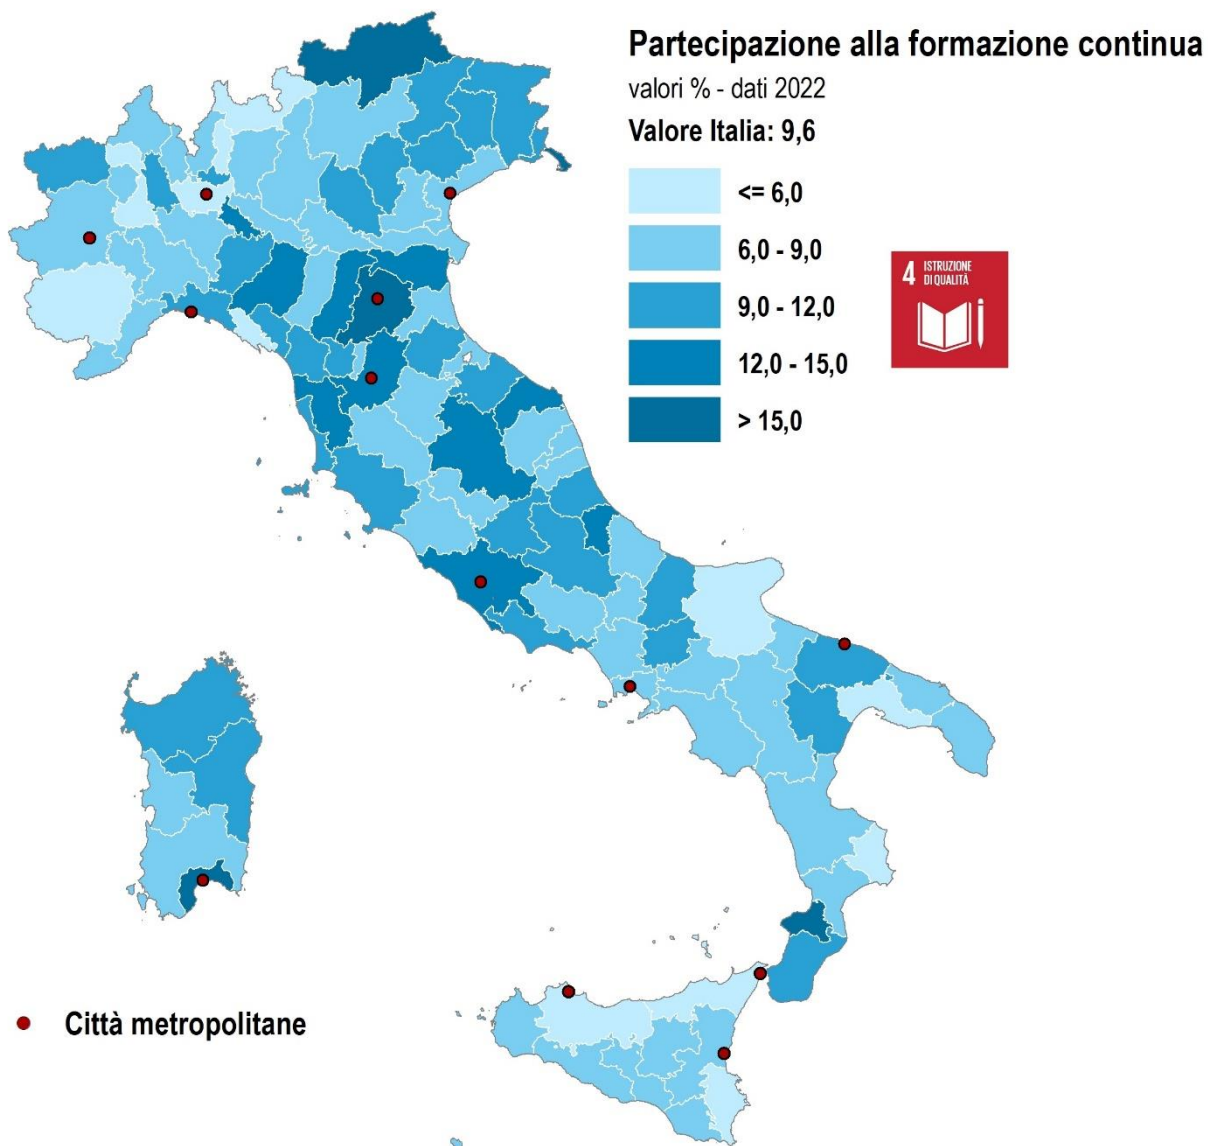 Partecipazione alla formazione continua
valori % - dati 2022
Valore Italia: 9,6
<= 6,0
6,0 - 9,0
9,0 - 12,0
12,0 - 15,0
> 15,0
4 ISTRUZIONE
DI QUALITÀ
Città metropolitane